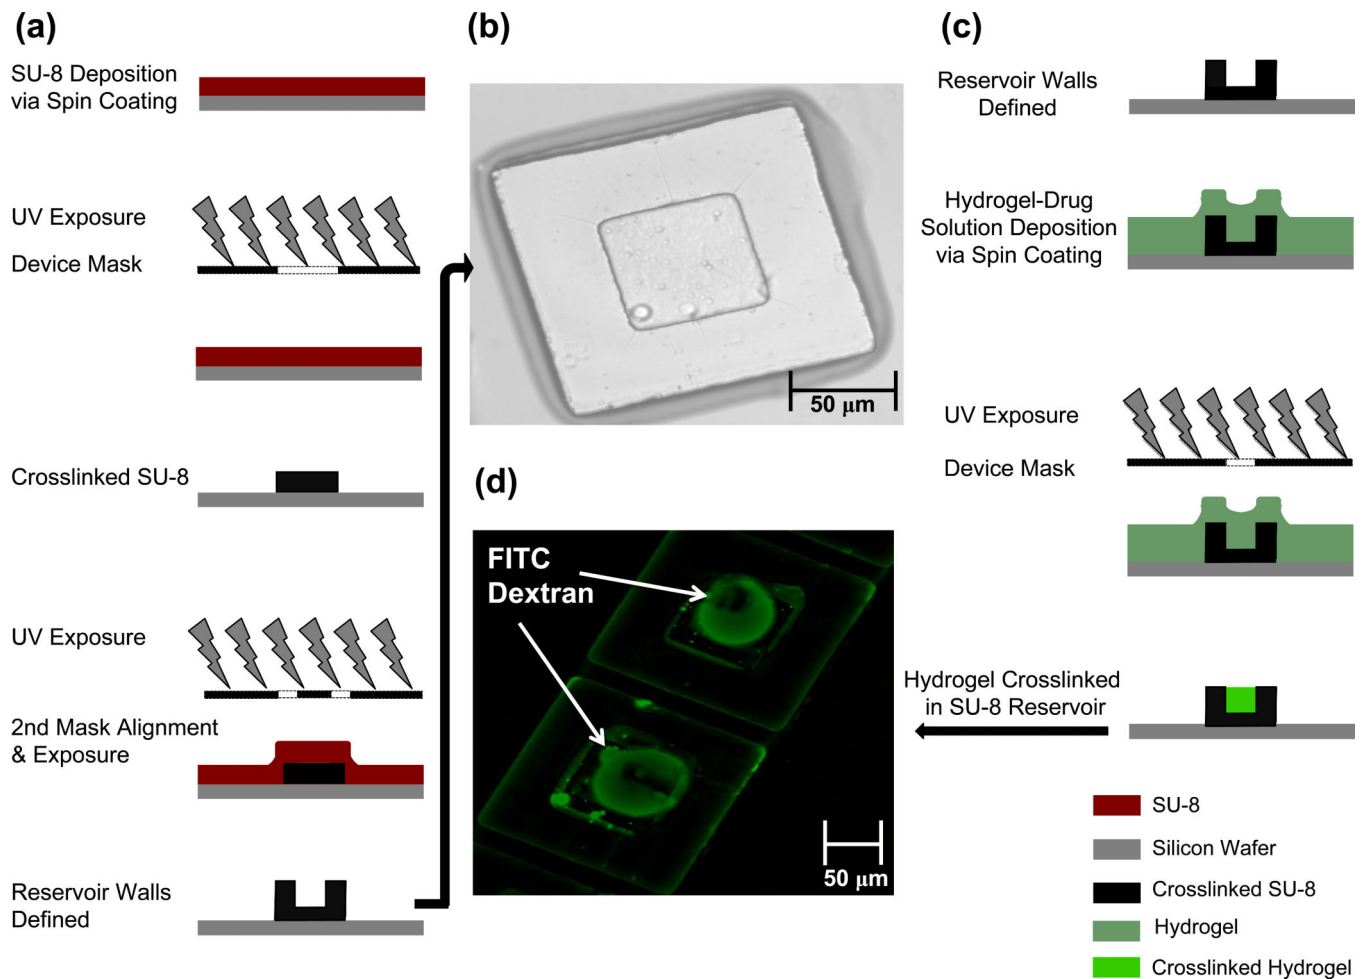 (a)
SU-8 Deposition
via Spin Coating
UV Exposure
Device Mask
Crosslinked SU-8
UV Exposure
2nd Mask Alignment
& Exposure
Reservoir Walls
Defined
(b)
50 μm
(d)
FITC
Dextran
50 μm
(c)
Reservoir Walls
Defined
Hydrogel-Drug
Solution Deposition
via Spin Coating
UV Exposure
Device Mask
Hydrogel Crosslinked
in SU-8 Reservoir
SU-8
Silicon Wafer
Crosslinked SU-8
Hydrogel
Crosslinked Hydrogel